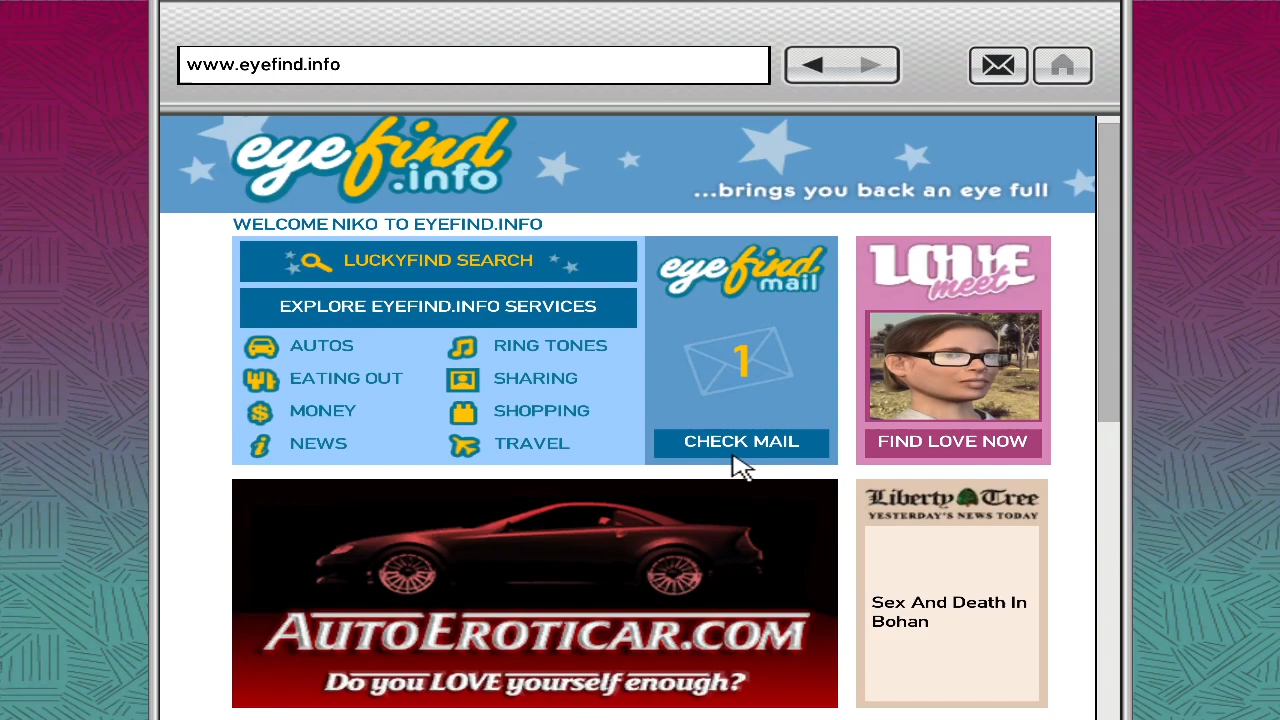 www.eyefind.info
eyefind
.info
...brings you back an eye full
WELCOME NIKO TO EYEFIND.INFO
LUCKYFIND SEARCH
EXPLORE EYEFIND.INFO SERVICES
AUTOS
RING TONES
EATING OUT
SHARING
MONEY
SHOPPING
NEWS
TRAVEL
eyefind
mail
1
CHECK MAIL
LOVE
meet
FIND LOVE NOW
AUTOEROTICAR.COM
Do you LOVE yourself enough?
Liberty Tree
YESTERDAY'S NEWS TODAY
Sex And Death In
Bohan